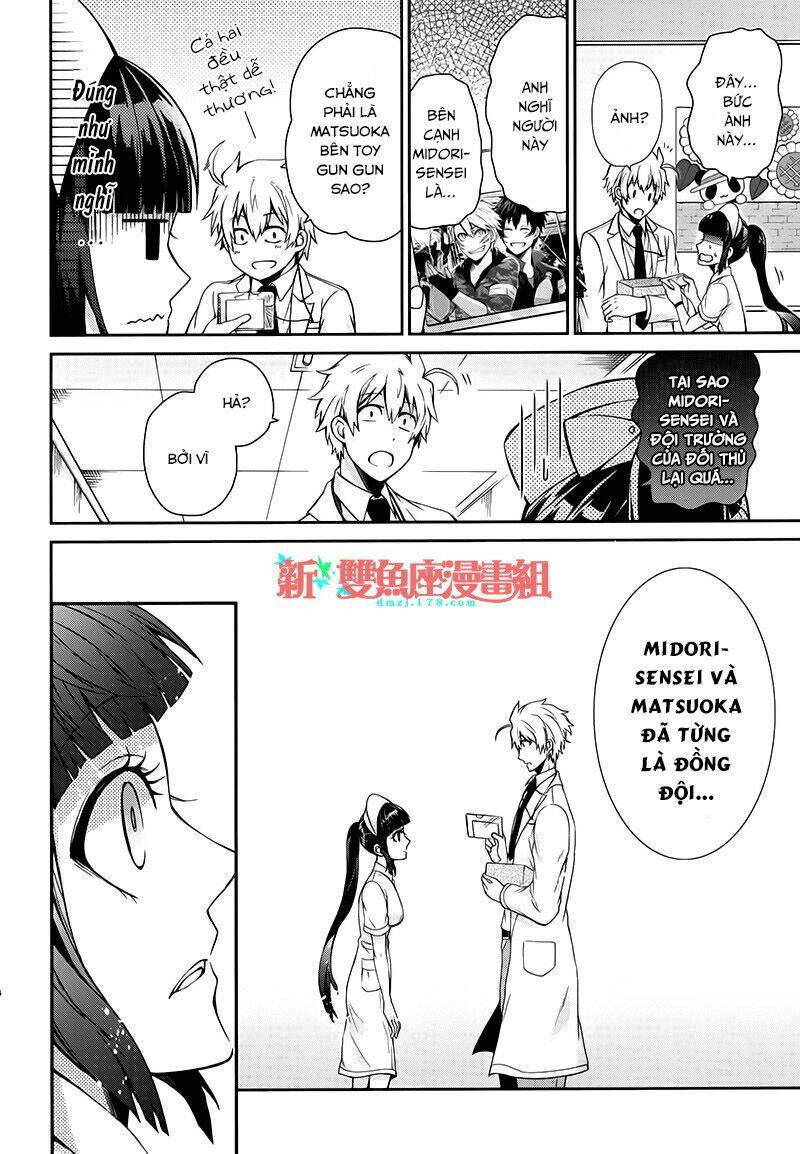 ĐÂY...
BỨC
ẢNH
NÀY...
ẢNH?
ANH
NGHĨ
NGƯỜI
NÀY
BÊN
CẠNH
MIDORI-
SENSEI
LÀ...
CHẲNG
PHẢI LÀ
MATSUOKA
BÊN TOY
GUN GUN
SAO?
Cả hai
đều
thật dễ
thương!
Đúng
như
mình
nghĩ
...
TẠI SAO
MIDORI-
SENSEI VÀ
ĐỘI TRƯỜNG
CỦA ĐỐI THỦ
LẠI QUÁ...
HẢ?
BỞI VÌ
新雙魚座漫畫組
dmzj.178.com
MIDORI-
SENSEI VÀ
MATSUOKA
ĐÃ TỪNG
LÀ ĐỒNG
ĐỘI...